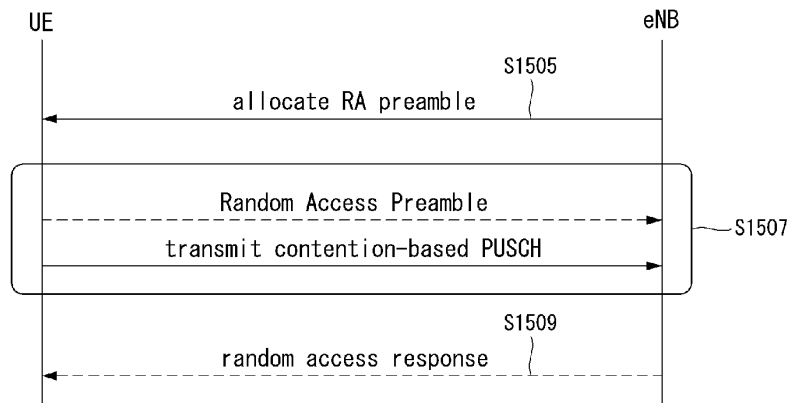 UE
eNB
S1505
allocate RA preamble
Random Access Preamble
S1507
transmit contention-based PUSCH
S1509
random access response